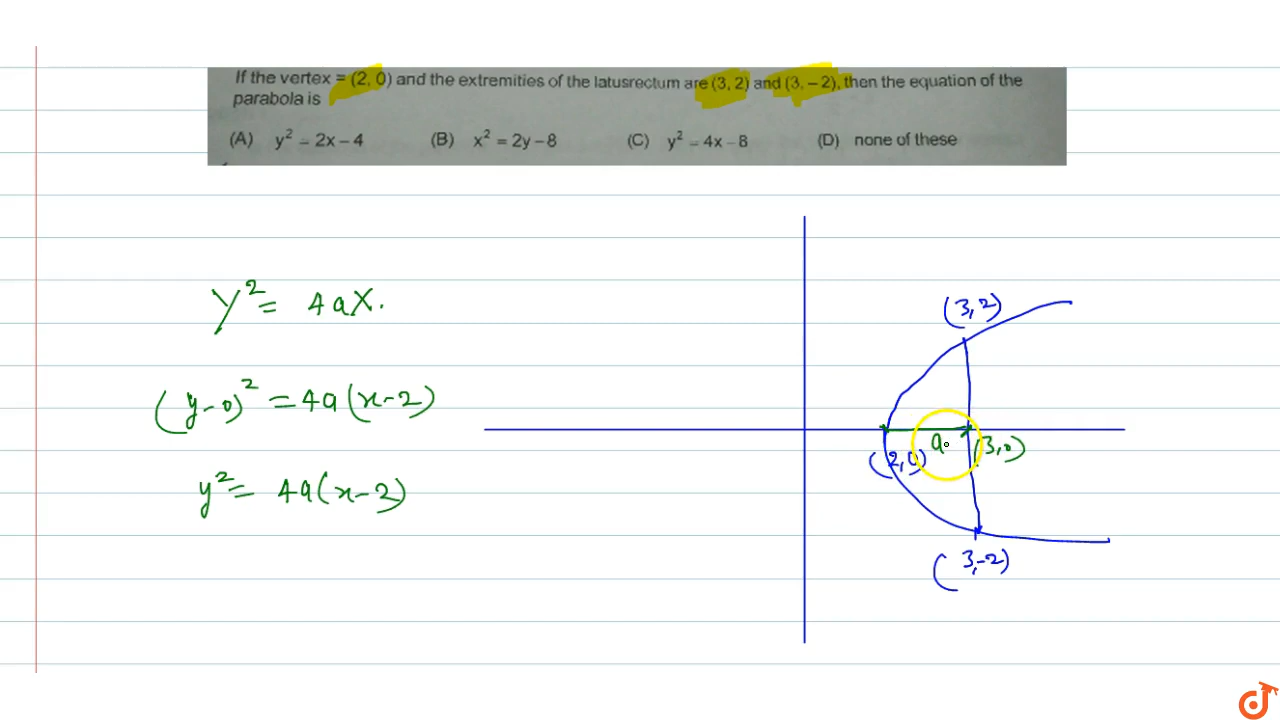 If the vertex = (2, 0) and the extremities of the latusrectum are (3, 2) and (3, – 2), then the equation of the
parabola is
(A) y² = 2x – 4 (B) x² = 2y – 8 (C) y² = 4x – 8 (D) none of these
Y² = 4aX.
(y-0)² = 4a(x-2)
y² = 4a(x-2)
(3,2)
a
(2,0) (3,0)
(3,-2)